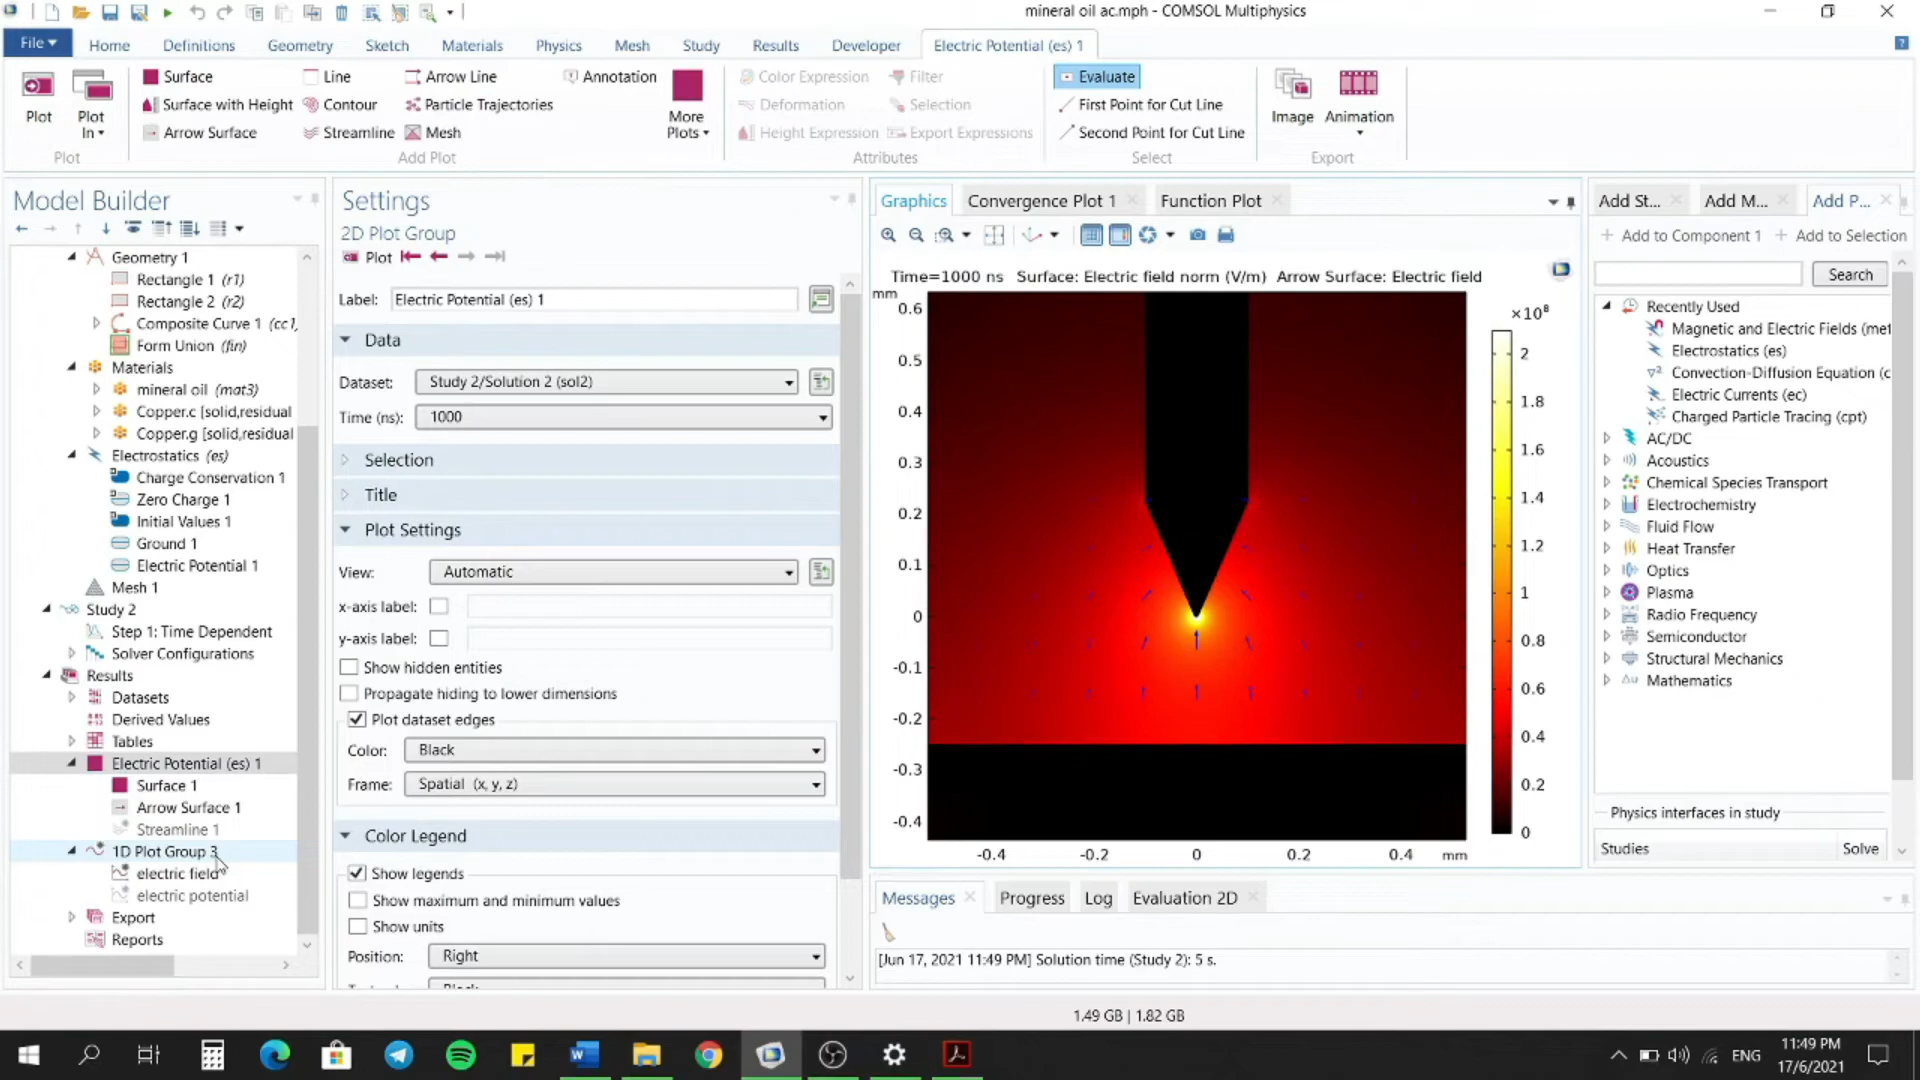 mineral oil ac.mph - COMSOL Multiphysics
File
Home
Definitions
Geometry
Sketch
Materials
Physics
Mesh
Study
Results
Developer
Electric Potential (es) 1
Plot
Plot In
Plot
Surface
Surface with Height
Arrow Surface
Line
Contour
Streamline
Arrow Line
Particle Trajectories
Mesh
Annotation
More Plots
Add Plot
Color Expression
Deformation
Height Expression
Filter
Selection
Export Expressions
Attributes
Evaluate
First Point for Cut Line
Second Point for Cut Line
Select
Image
Animation
Export
Model Builder
Geometry 1
Rectangle 1 (r1)
Rectangle 2 (r2)
Composite Curve 1 (cc1)
Form Union (fin)
Materials
mineral oil (mat3)
Copper.c [solid,residual
Copper.g [solid,residual
Electrostatics (es)
Charge Conservation 1
Zero Charge 1
Initial Values 1
Ground 1
Electric Potential 1
Mesh 1
Study 2
Step 1: Time Dependent
Solver Configurations
Results
Datasets
Derived Values
Tables
Electric Potential (es) 1
Surface 1
Arrow Surface 1
Streamline 1
1D Plot Group 3
electric field
electric potential
Export
Reports
Settings
2D Plot Group
Plot
Label: Electric Potential (es) 1
Data
Dataset: Study 2/Solution 2 (sol2)
Time (ns): 1000
Selection
Title
Plot Settings
View: Automatic
x-axis label:
y-axis label:
Show hidden entities
Propagate hiding to lower dimensions
Plot dataset edges
Color: Black
Frame: Spatial (x, y, z)
Color Legend
Show legends
Show maximum and minimum values
Show units
Position: Right
Graphics
Convergence Plot 1
Function Plot
Time=1000 ns Surface: Electric field norm (V/m) Arrow Surface: Electric field
mm
0.6
0.5
0.4
0.3
0.2
0.1
0
-0.1
-0.2
-0.3
-0.4
-0.4 -0.2 0 0.2 0.4 mm
×10⁸
2
1.8
1.6
1.4
1.2
1
0.8
0.6
0.4
0.2
0
Messages
Progress
Log
Evaluation 2D
[Jun 17, 2021 11:49 PM] Solution time (Study 2): 5 s.
Add St...
Add M...
Add P...
+ Add to Component 1
+ Add to Selection
Search
Recently Used
Magnetic and Electric Fields (mef
Electrostatics (es)
Convection-Diffusion Equation (c
Electric Currents (ec)
Charged Particle Tracing (cpt)
AC/DC
Acoustics
Chemical Species Transport
Electrochemistry
Fluid Flow
Heat Transfer
Optics
Plasma
Radio Frequency
Semiconductor
Structural Mechanics
Mathematics
Physics interfaces in study
Studies Solve
1.49 GB | 1.82 GB
ENG
11:49 PM
17/6/2021